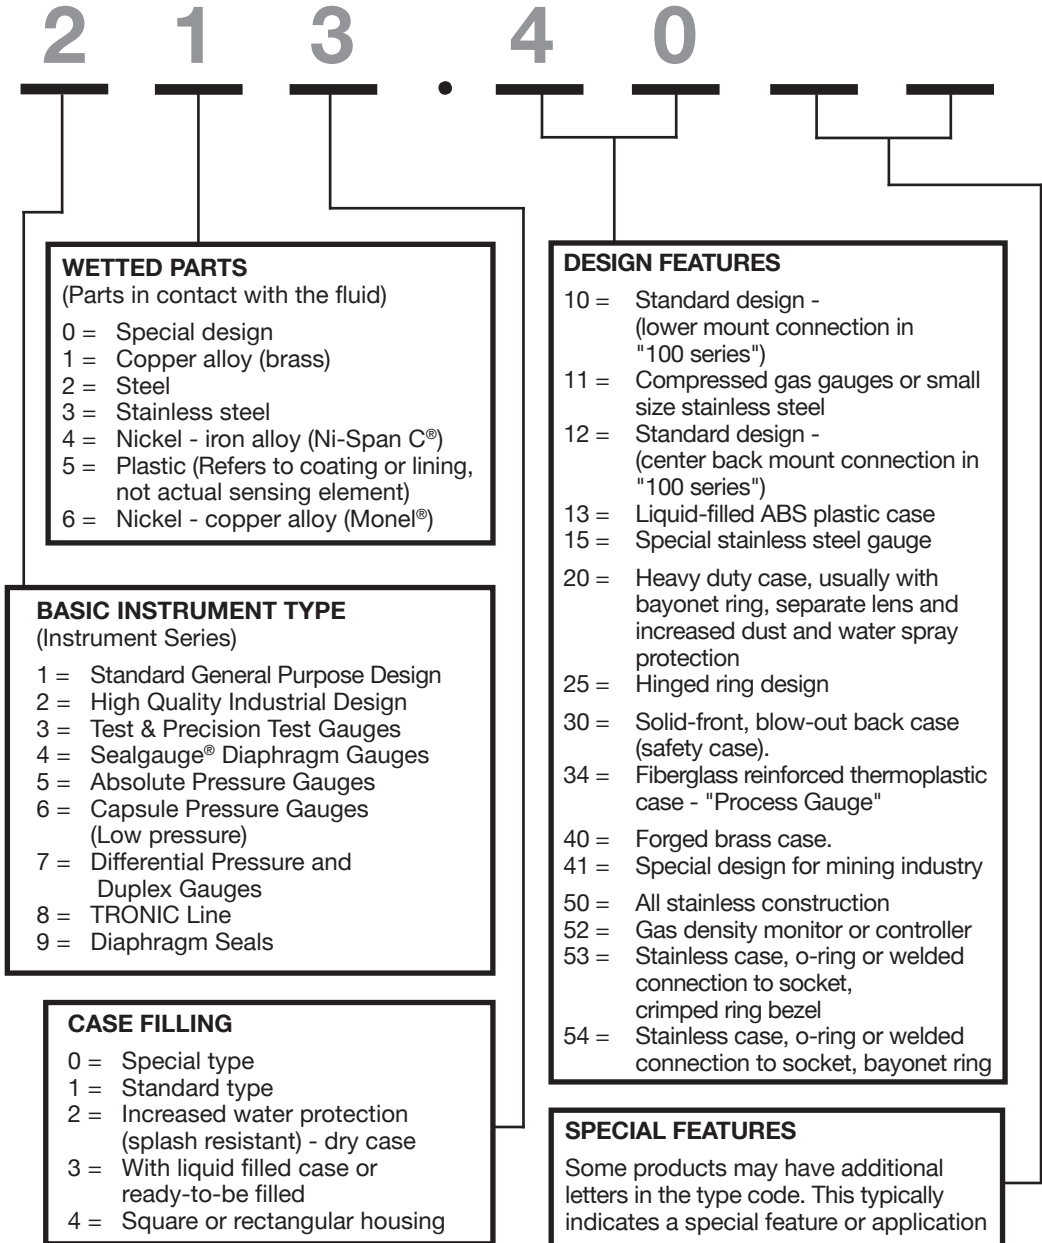 2 1 3 . 4 0
WETTED PARTS
(Parts in contact with the fluid)
0 = Special design
1 = Copper alloy (brass)
2 = Steel
3 = Stainless steel
4 = Nickel - iron alloy (Ni-Span C®)
5 = Plastic (Refers to coating or lining,
not actual sensing element)
6 = Nickel - copper alloy (Monel®)
BASIC INSTRUMENT TYPE
(Instrument Series)
1 = Standard General Purpose Design
2 = High Quality Industrial Design
3 = Test & Precision Test Gauges
4 = Sealgauge® Diaphragm Gauges
5 = Absolute Pressure Gauges
6 = Capsule Pressure Gauges
(Low pressure)
7 = Differential Pressure and
Duplex Gauges
8 = TRONIC Line
9 = Diaphragm Seals
CASE FILLING
0 = Special type
1 = Standard type
2 = Increased water protection
(splash resistant) - dry case
3 = With liquid filled case or
ready-to-be filled
4 = Square or rectangular housing
DESIGN FEATURES
10 = Standard design -
(lower mount connection in
"100 series")
11 = Compressed gas gauges or small
size stainless steel
12 = Standard design -
(center back mount connection in
"100 series")
13 = Liquid-filled ABS plastic case
15 = Special stainless steel gauge
20 = Heavy duty case, usually with
bayonet ring, separate lens and
increased dust and water spray
protection
25 = Hinged ring design
30 = Solid-front, blow-out back case
(safety case).
34 = Fiberglass reinforced thermoplastic
case - "Process Gauge"
40 = Forged brass case.
41 = Special design for mining industry
50 = All stainless construction
52 = Gas density monitor or controller
53 = Stainless case, o-ring or welded
connection to socket,
crimped ring bezel
54 = Stainless case, o-ring or welded
connection to socket, bayonet ring
SPECIAL FEATURES
Some products may have additional
letters in the type code. This typically
indicates a special feature or application